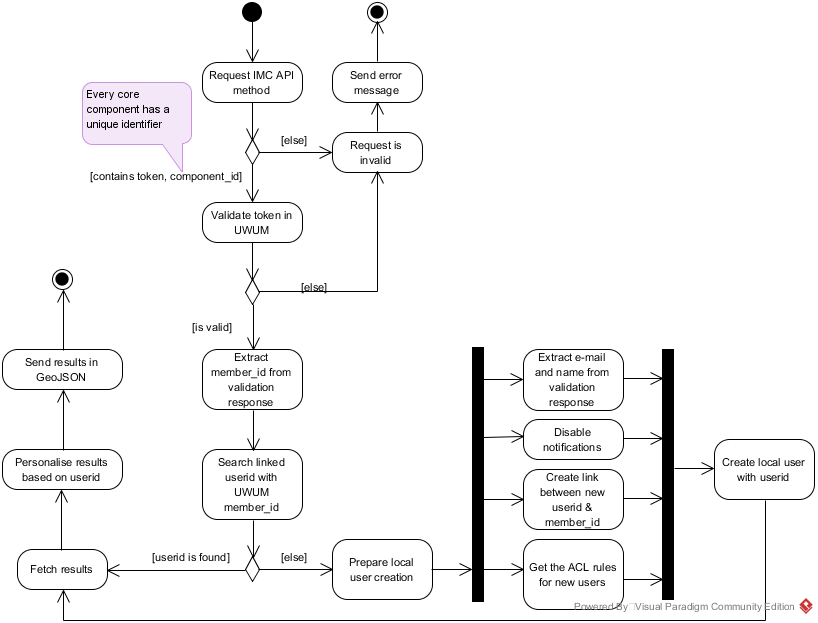 Request IMC API
method
Send error
message
Every core
component has a
unique identifier
[else]
Request is
invalid
[contains token, component_id]
Validate token in
UWUM
[else]
[is valid]
Extract
member_id from
validation
response
Send results in
GeoJSON
Extract e-mail
and name from
validation
response
Disable
notifications
Personalise results
based on userid
Search linked
userid with
UWUM
member_id
Create link
between new
userid &
member_id
Create local user
with userid
[userid is found]
[else]
Fetch results
Prepare local
user creation
Get the ACL rules
for new users
Powered By Visual Paradigm Community Edition